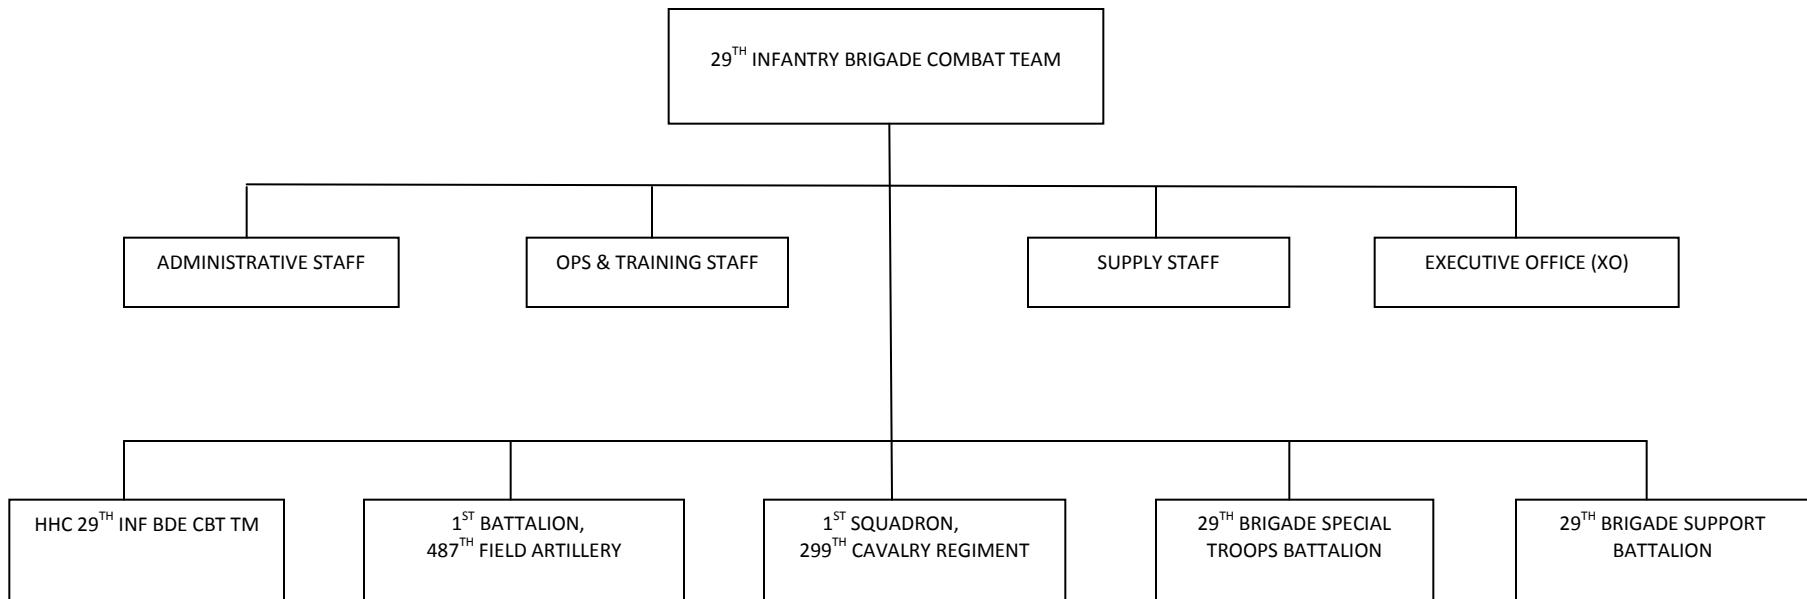 29TH INFANTRY BRIGADE COMBAT TEAM
ADMINISTRATIVE STAFF
OPS & TRAINING STAFF
SUPPLY STAFF
EXECUTIVE OFFICE (XO)
HHC 29TH INF BDE CBT TM
1ST BATTALION,
487TH FIELD ARTILLERY
1ST SQUADRON,
299TH CAVALRY REGIMENT
29TH BRIGADE SPECIAL
TROOPS BATTALION
29TH BRIGADE SUPPORT
BATTALION